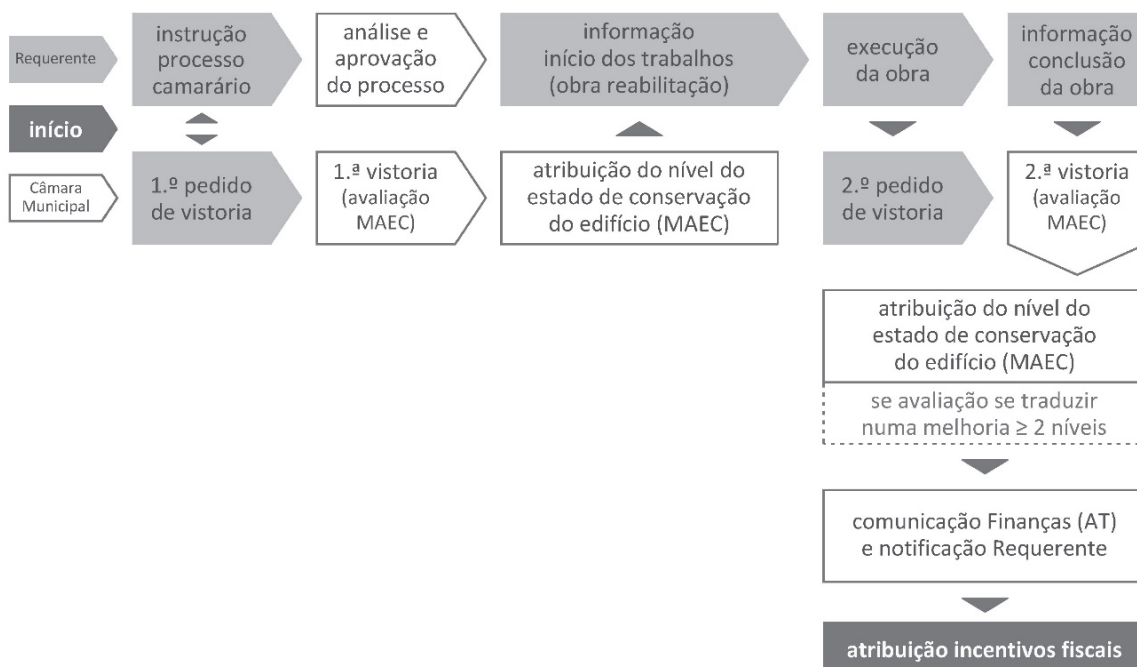 Requerente
instrução
processo
camarário
análise e
aprovação
do processo
informação
início dos trabalhos
(obra reabilitação)
execução
da obra
informação
conclusão
da obra
início
Câmara
Municipal
1.º pedido
de vistoria
1.ª vistoria
(avaliação
MAEC)
atribuição do nível do
estado de conservação
do edifício (MAEC)
2.º pedido
de vistoria
2.ª vistoria
(avaliação
MAEC)
atribuição do nível do
estado de conservação
do edifício (MAEC)
se avaliação se traduzir
numa melhoria ≥ 2 níveis
comunicação Finanças (AT)
e notificação Requerente
atribuição incentivos fiscais